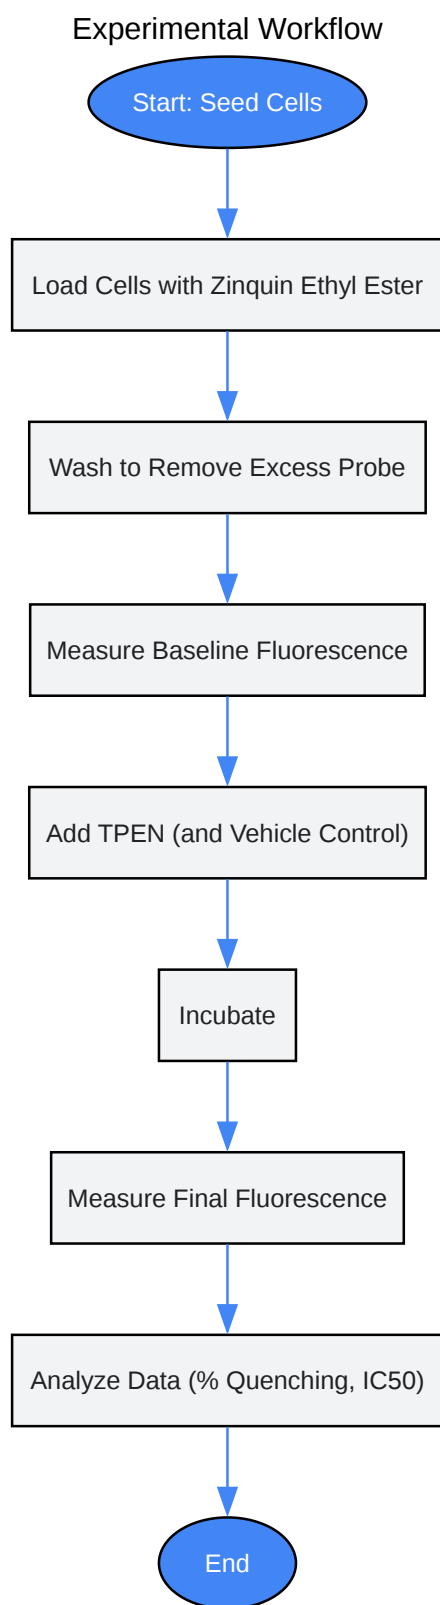 Experimental Workflow
Start: Seed Cells
Load Cells with Zinquin Ethyl Ester
Wash to Remove Excess Probe
Measure Baseline Fluorescence
Add TPEN (and Vehicle Control)
Incubate
Measure Final Fluorescence
Analyze Data (% Quenching, IC50)
End